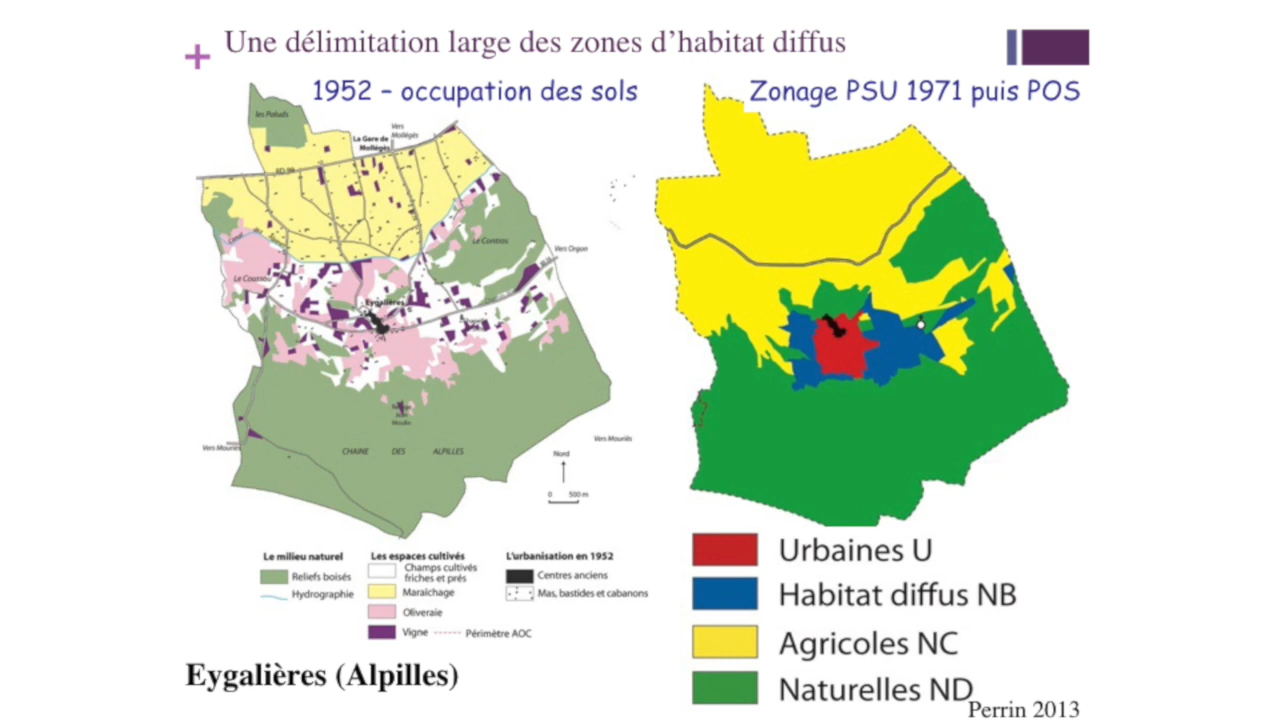 + Une délimitation large des zones d’habitat diffus
1952 – occupation des sols
Zonage PSU 1971 puis POS
les Paluds
Vers
Mollégès
La Gare de
Mollégès
Le Contras
Vers Orgon
Le Coussou
Eygalières
Moulin
CHAINE DES ALPILLES
Vers Mouriès
Vers Mouriès
Nord
0 500 m
Le milieu naturel
Reliefs boisés
Hydrographie
Les espaces cultivés
Champs cultivés
friches et prés
Maraîchage
Oliveraie
Vigne
Périmètre AOC
L'urbanisation en 1952
Centres anciens
Mas, bastides et cabanons
Urbaines U
Habitat diffus NB
Agricoles NC
Naturelles ND
Eygalières (Alpilles)
Perrin 2013